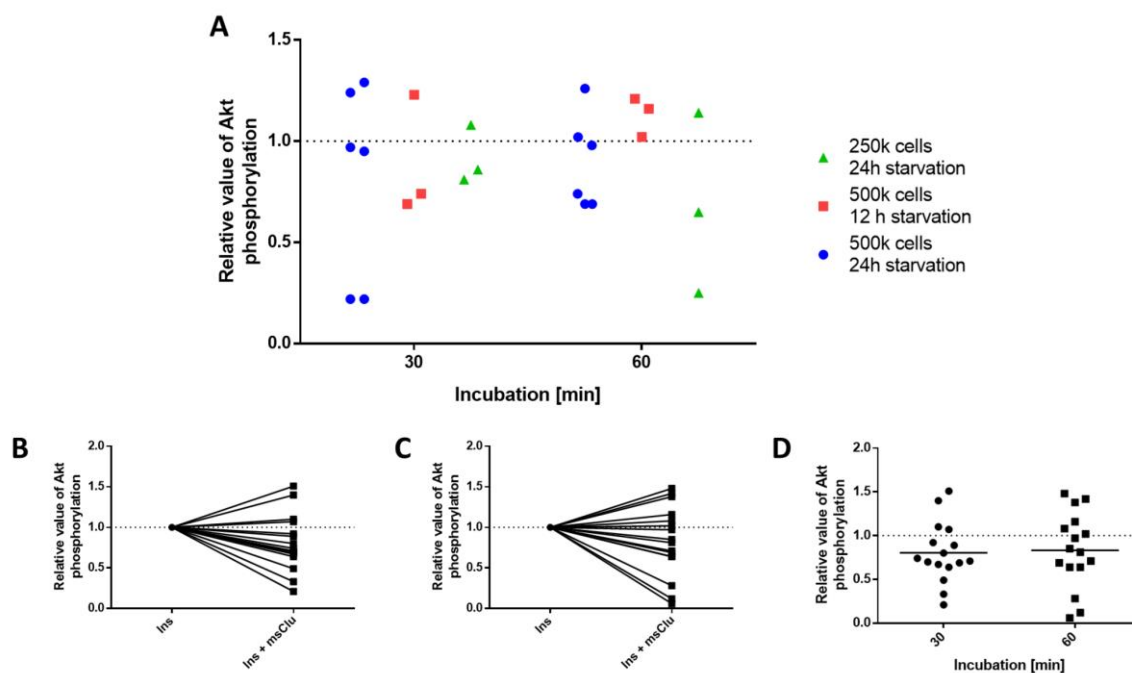 A
Relative value of Akt
phosphorylation
1.5
1.0
0.5
0.0
30
60
Incubation [min]
250k cells
24h starvation
500k cells
12 h starvation
500k cells
24h starvation
B
Relative value of Akt
phosphorylation
2.0
1.5
1.0
0.5
0.0
Ins
Ins + msClu
C
Relative value of Akt
phosphorylation
2.0
1.5
1.0
0.5
0.0
Ins
Ins + msClu
D
Relative value of Akt
phosphorylation
2.0
1.5
1.0
0.5
0.0
30
60
Incubation [min]